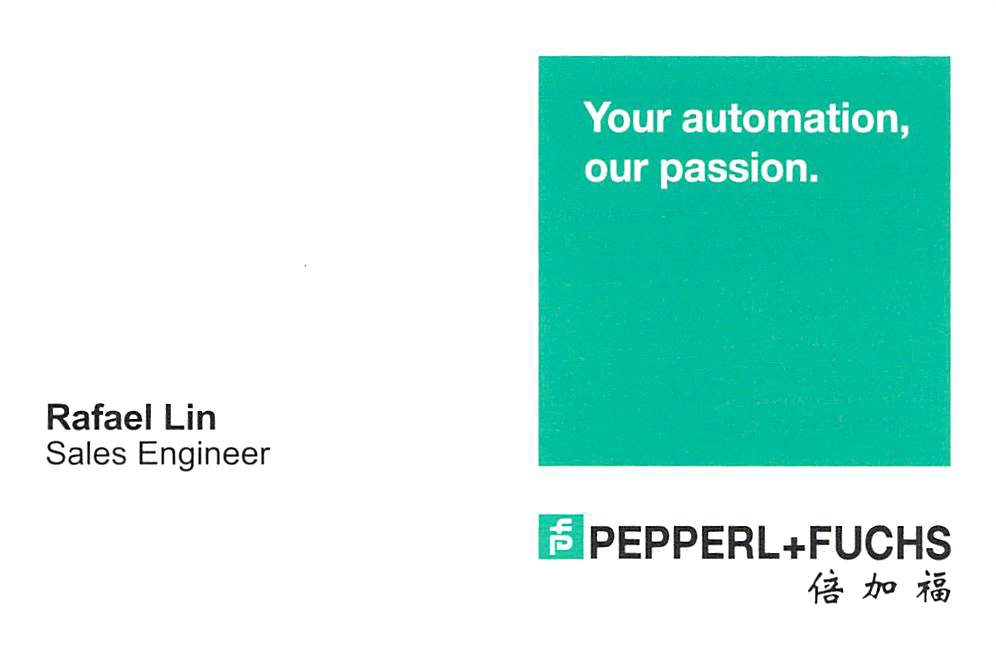 Your automation,
our passion.
Rafael Lin
Sales Engineer
PEPPERL+FUCHS
倍加福